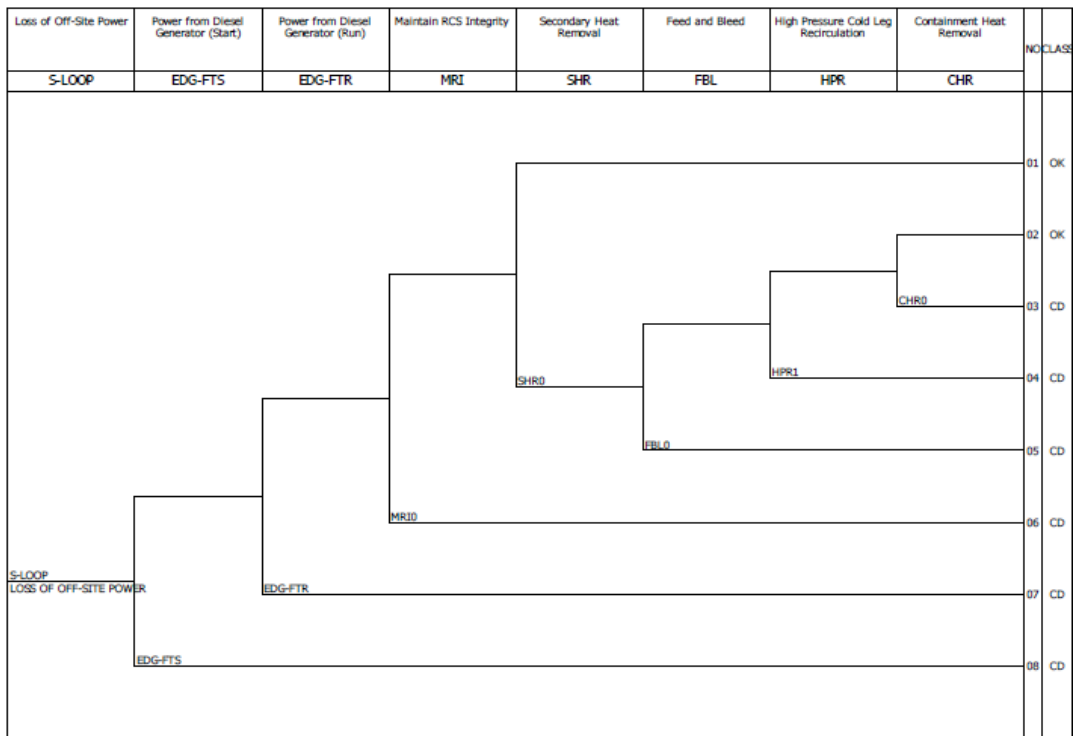 Loss of Off-Site Power
Power from Diesel
Generator (Start)
Power from Diesel
Generator (Run)
Maintain RCS Integrity
Secondary Heat
Removal
Feed and Bleed
High Pressure Cold Leg
Recirculation
Containment Heat
Removal
NO
CLASS
S-LOOP
EDG-FTS
EDG-FTR
MRI
SHR
FBL
HPR
CHR
01 OK
02 OK
CHR0
03 CD
HPR1
04 CD
SHR0
FBL0
05 CD
MRI0
06 CD
S-LOOP
LOSS OF OFF-SITE POWER
EDG-FTR
07 CD
EDG-FTS
08 CD